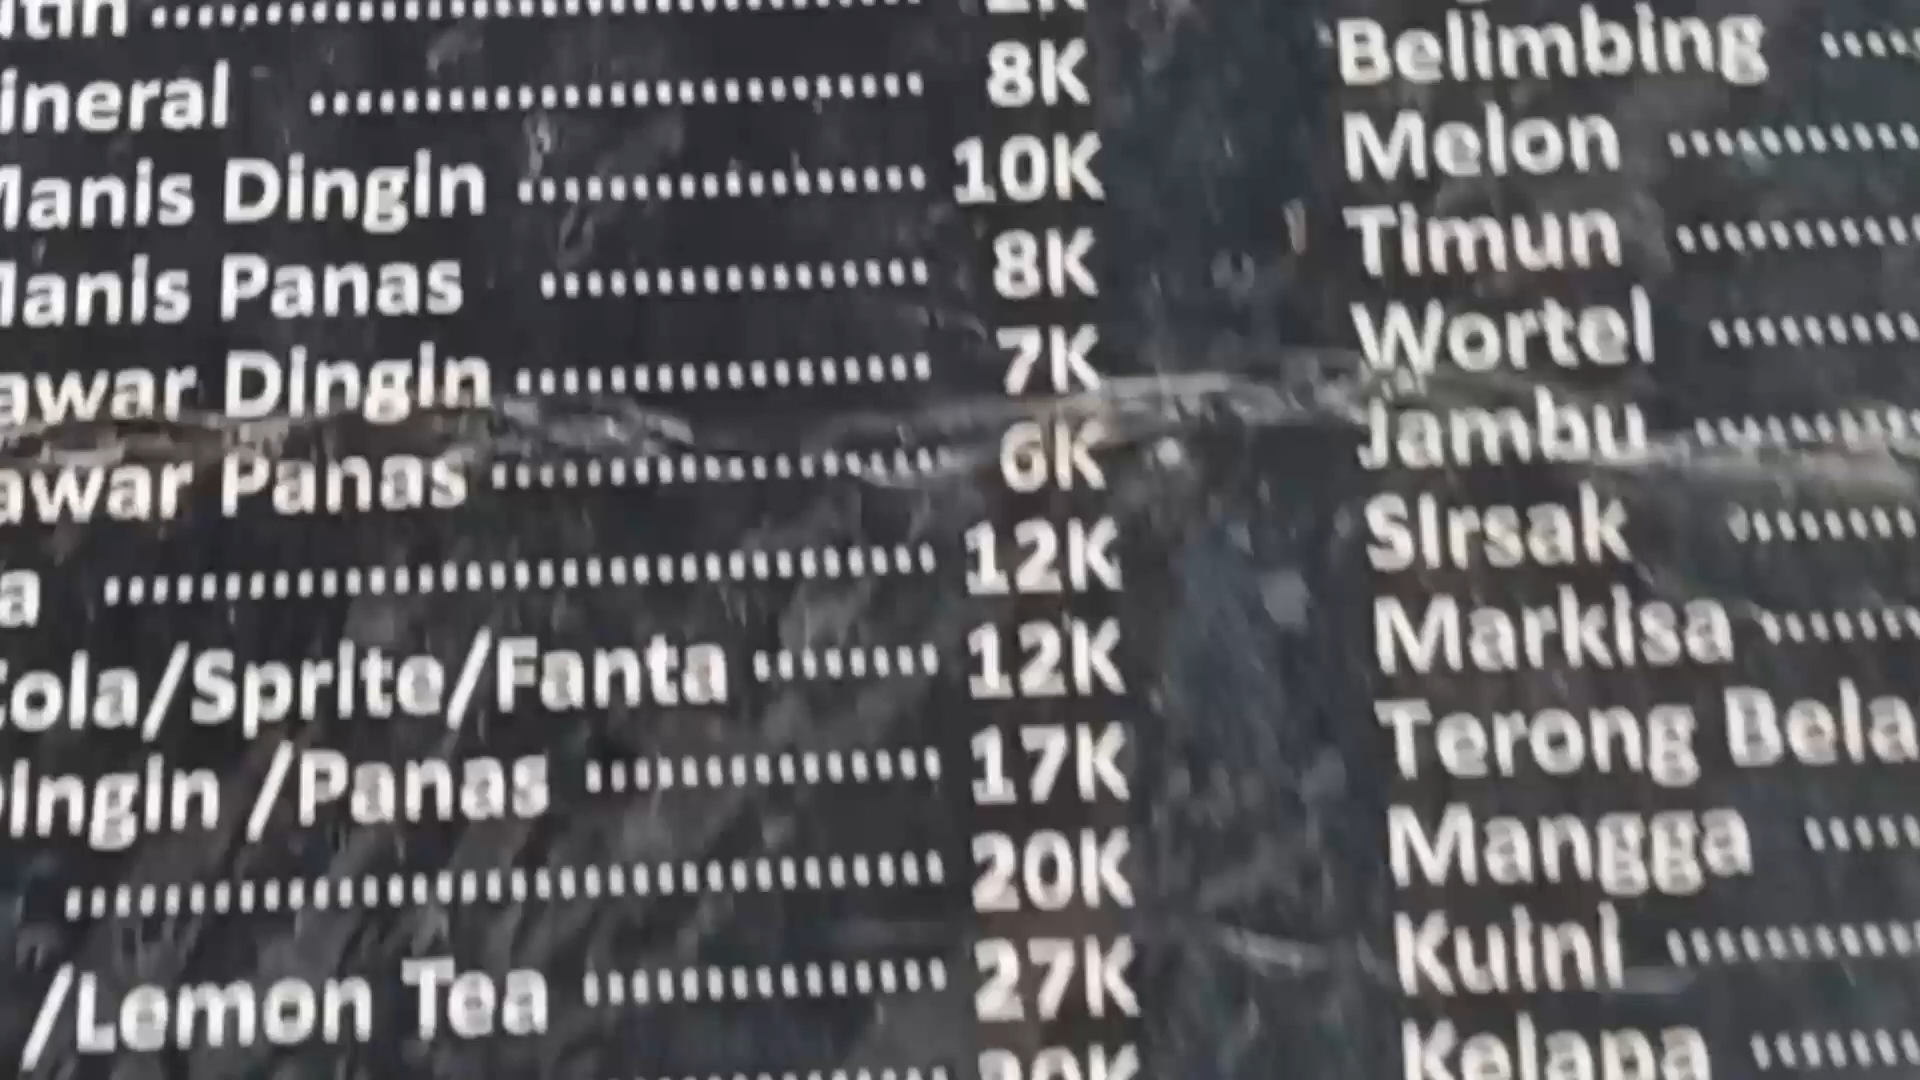 ineral ........................ 8K
Manis Dingin ................ 10K
Manis Panas ................ 8K
awar Dingin ................ 7K
awar Panas ................ 6K
a ................................ 12K
Cola/Sprite/Fanta ........ 12K
ingin /Panas .............. 17K
................................ 20K
/Lemon Tea .............. 27K
Belimbing
Melon
Timun
Wortel
Jambu
Sirsak
Markisa
Terong Bela
Mangga
Kuini
Kelapa